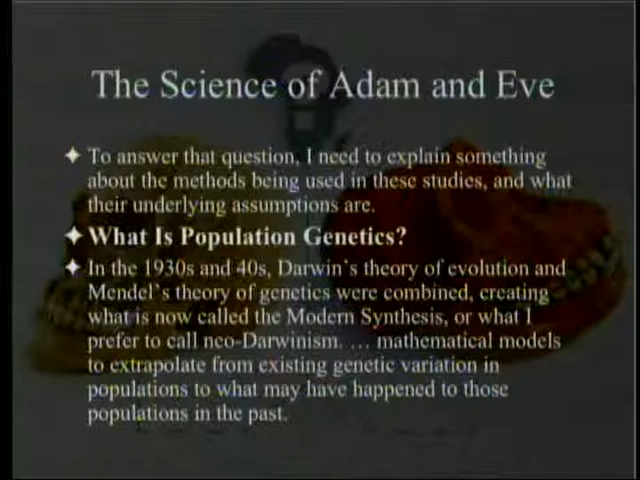 The Science of Adam and Eve
To answer that question, I need to explain something
about the methods being used in these studies, and what
their underlying assumptions are.
What Is Population Genetics?
In the 1930s and 40s, Darwin's theory of evolution and
Mendel's theory of genetics were combined, creating
what is now called the Modern Synthesis, or what I
prefer to call neo-Darwinism. … mathematical models
to extrapolate from existing genetic variation in
populations to what may have happened to those
populations in the past.